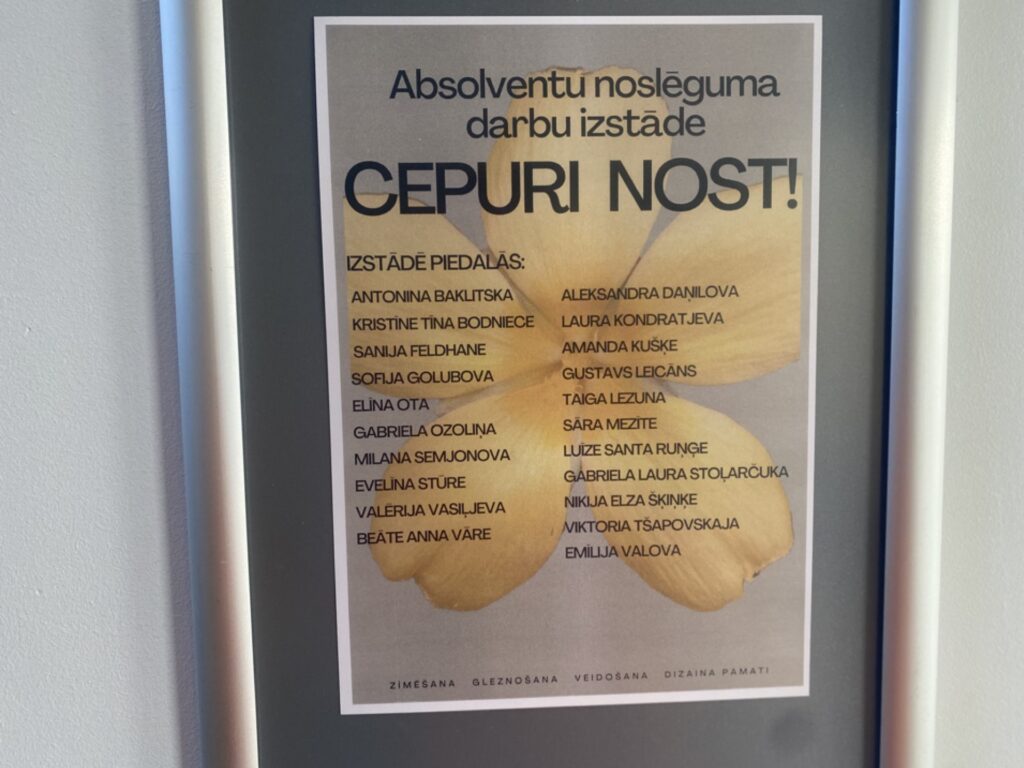 Absolventu noslēguma
darbu izstāde
CEPURI NOST!
IZSTĀDĒ PIEDALĀS:
ANTONINA BAKLITSKA
KRISTĪNE TĪNA BODNIECE
SANIJA FELDHANE
SOFIJA GOLUBOVA
ELĪNA OTA
GABRIELA OZOLIŅA
MILANA SEMJONOVA
EVELĪNA STŪRE
VALĒRIJA VASIĻJEVA
BEĀTE ANNA VĀRE
ALEKSANDRA DAŅILOVA
LAURA KONDRATJEVA
AMANDA KUŠĶE
GUSTAVS LEICĀNS
TAIGA LEZUNA
SĀRA MEZĪTE
LUĪZE SANTA RUŅĢE
GABRIELA LAURA STOĻARČUKA
NIKIJA ELZA ŠĶIŅĶE
VIKTORIA TŠAPOVSKAJA
EMĪLIJA VALOVA
ZĪMĒŠANA GLEZNOŠANA VEIDOŠANA DIZAINA PAMATI